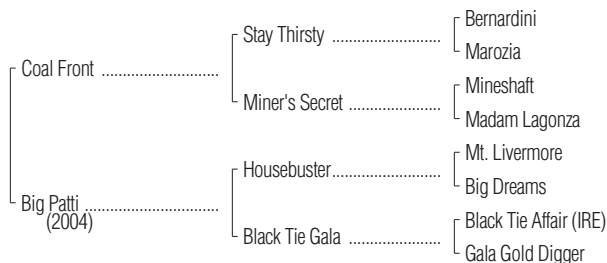 Bernardini
Stay Thirsty ......................
Marozia
Coal Front ........................
Mineshaft
Miner's Secret ...................
Madam Lagonza
Mt. Livermore
Housebuster......................
Big Dreams
Big Patti ...........................
(2004)
Black Tie Affair (IRE)
Black Tie Gala ...................
Gala Gold Digger